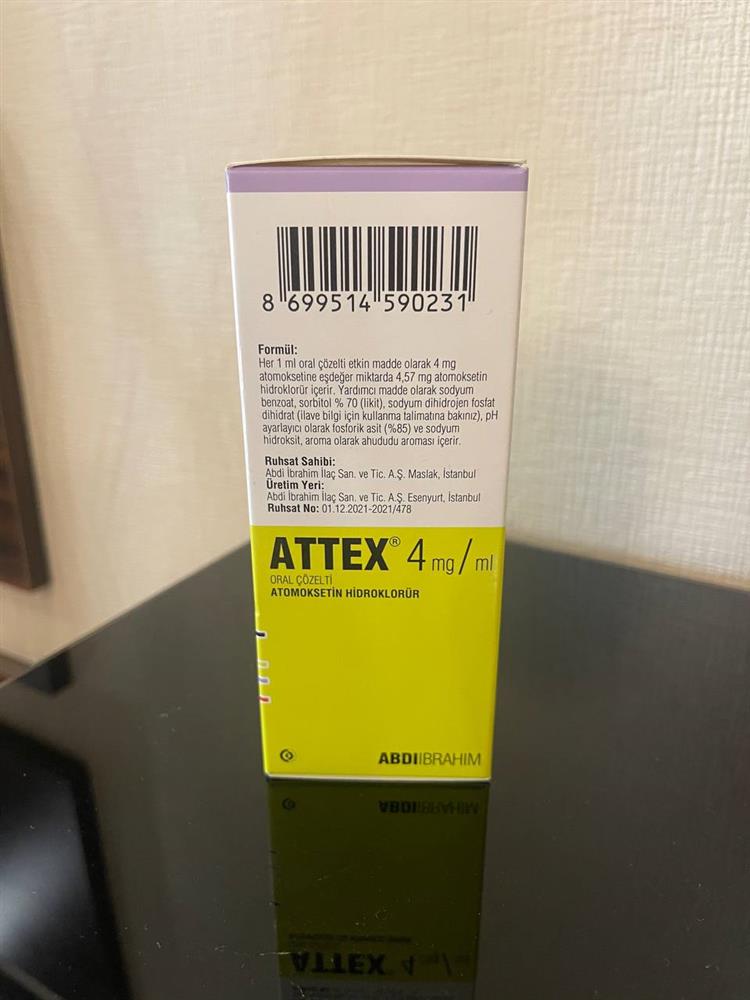 8 699514 590231
Formül:
Her 1 ml oral çözelti etkin madde olarak 4 mg
atomoksetine eşdeğer miktarda 4,57 mg atomoksetin
hidroklorür içerir. Yardımcı madde olarak sodyum
benzoat, sorbitol % 70 (likit), sodyum dihidrojen fosfat
dihidrat (ilave bilgi için kullanma talimatına bakınız), pH
ayarlayıcı olarak fosforik asit (%85) ve sodyum
hidroksit, aroma olarak ahududu aroması içerir.
Ruhsat Sahibi:
Abdi İbrahim İlaç San. ve Tic. A.Ş. Maslak, İstanbul
Üretim Yeri:
Abdi İbrahim İlaç San. ve Tic. A.Ş. Esenyurt, İstanbul
Ruhsat No: 01.12.2021-2021/478
ATTEX® 4 mg/ml
ORAL ÇÖZELTİ
ATOMOKSETİN HİDROKLORÜR
ABDİİBRAHİM